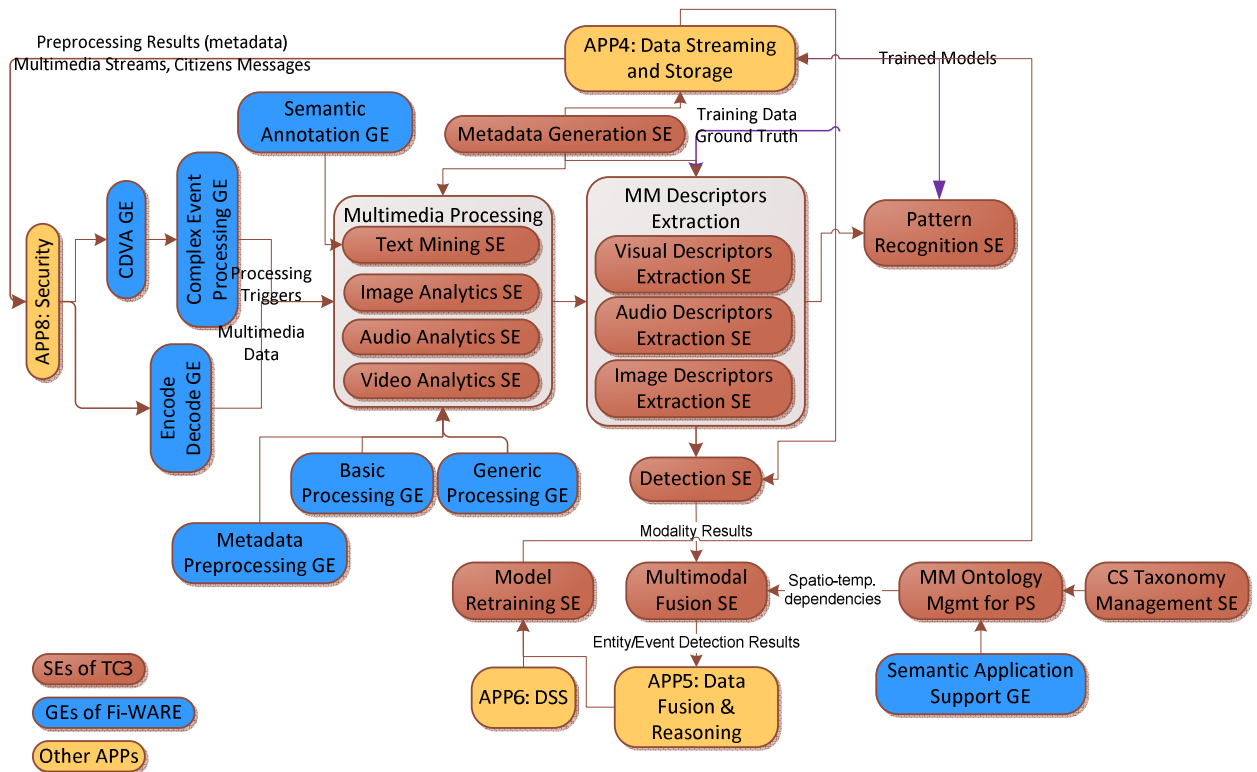 Preprocessing Results (metadata)
Multimedia Streams, Citizens Messages
APP4: Data Streaming
and Storage
Trained Models
Semantic
Annotation GE
Metadata Generation SE
Training Data
Ground Truth
APP8: Security
CDVA GE
Complex Event
Processing GE
Encode
Decode GE
Processing
Triggers
Multimedia
Data
Multimedia Processing
Text Mining SE
Image Analytics SE
Audio Analytics SE
Video Analytics SE
MM Descriptors
Extraction
Visual Descriptors
Extraction SE
Audio Descriptors
Extraction SE
Image Descriptors
Extraction SE
Pattern
Recognition SE
Basic
Processing GE
Generic
Processing GE
Metadata
Preprocessing GE
Detection SE
Modality Results
Model
Retraining SE
Multimodal
Fusion SE
Spatio-temp.
dependencies
MM Ontology
Mgmt for PS
CS Taxonomy
Management SE
Entity/Event Detection Results
APP6: DSS
APP5: Data
Fusion &
Reasoning
Semantic Application
Support GE
SEs of TC3
GEs of Fi-WARE
Other APPs